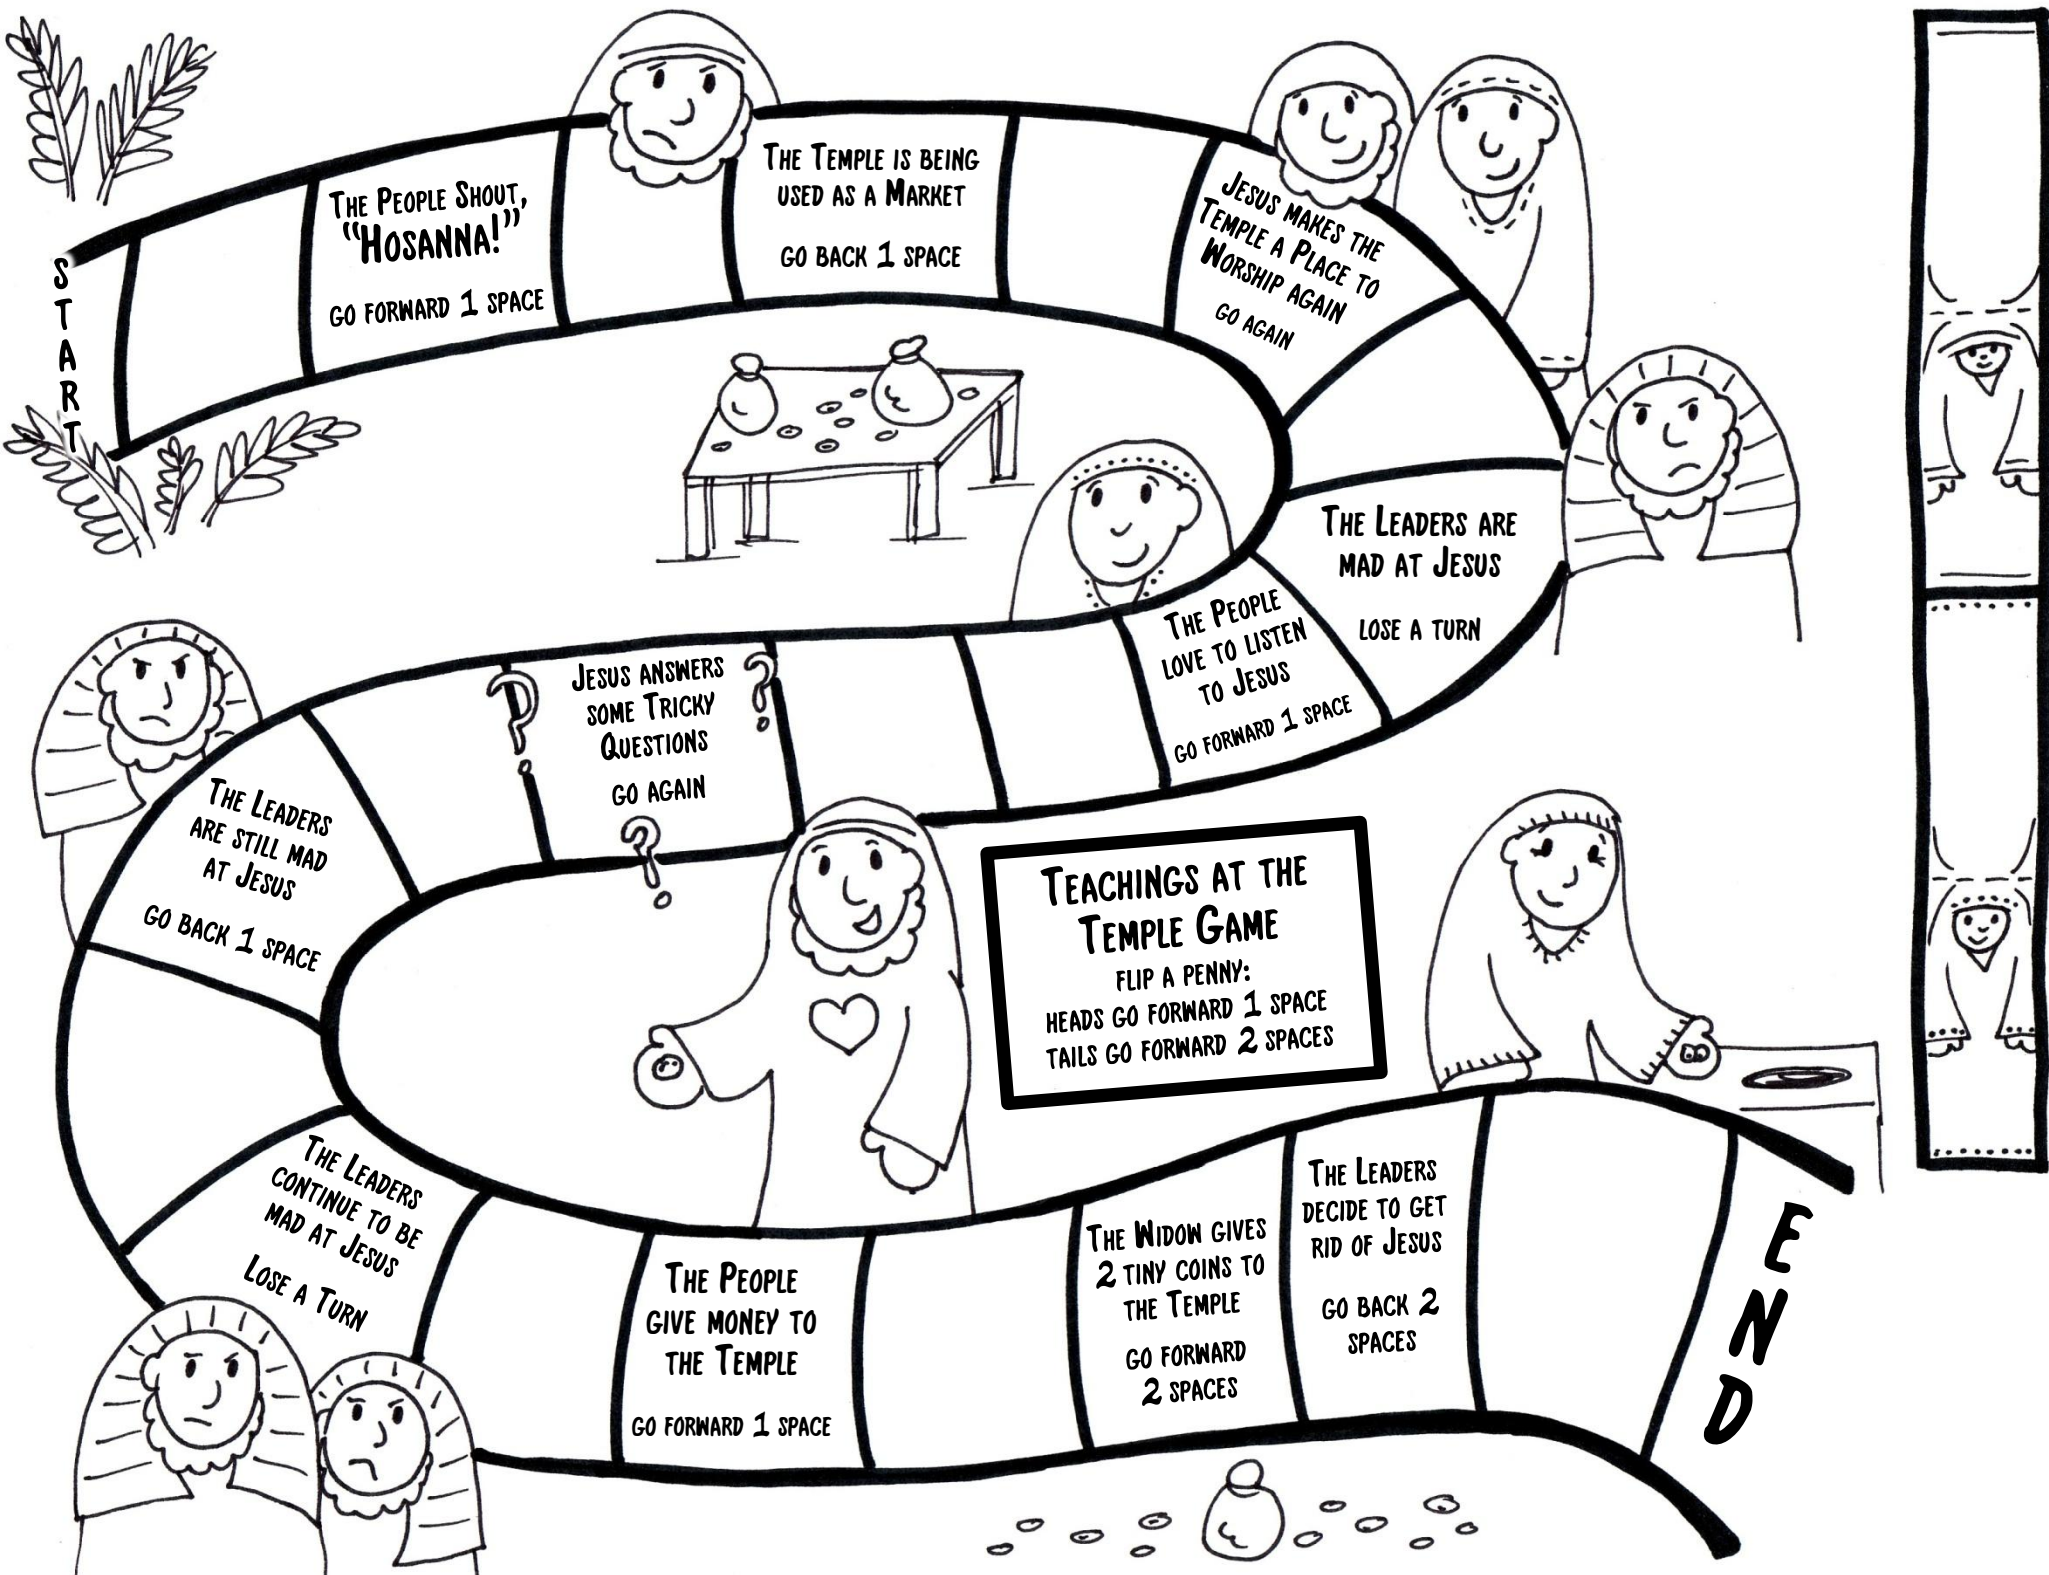 START
The People Shout,
"Hosanna!"
go forward 1 space
The Temple is being
used as a Market
go back 1 space
Jesus makes the
Temple a Place to
Worship again
go again
The Leaders are
mad at Jesus
lose a turn
The People
love to listen
to Jesus
go forward 1 space
Jesus answers
some Tricky
Questions
go again
The Leaders
are still mad
at Jesus
go back 1 space
The Leaders
continue to be
mad at Jesus
Lose a Turn
The People
give money to
the Temple
go forward 1 space
The Widow gives
2 tiny coins to
the Temple
go forward
2 spaces
The Leaders
decide to get
rid of Jesus
go back 2
spaces
END
Teachings at the
Temple Game
flip a penny:
heads go forward 1 space
tails go forward 2 spaces